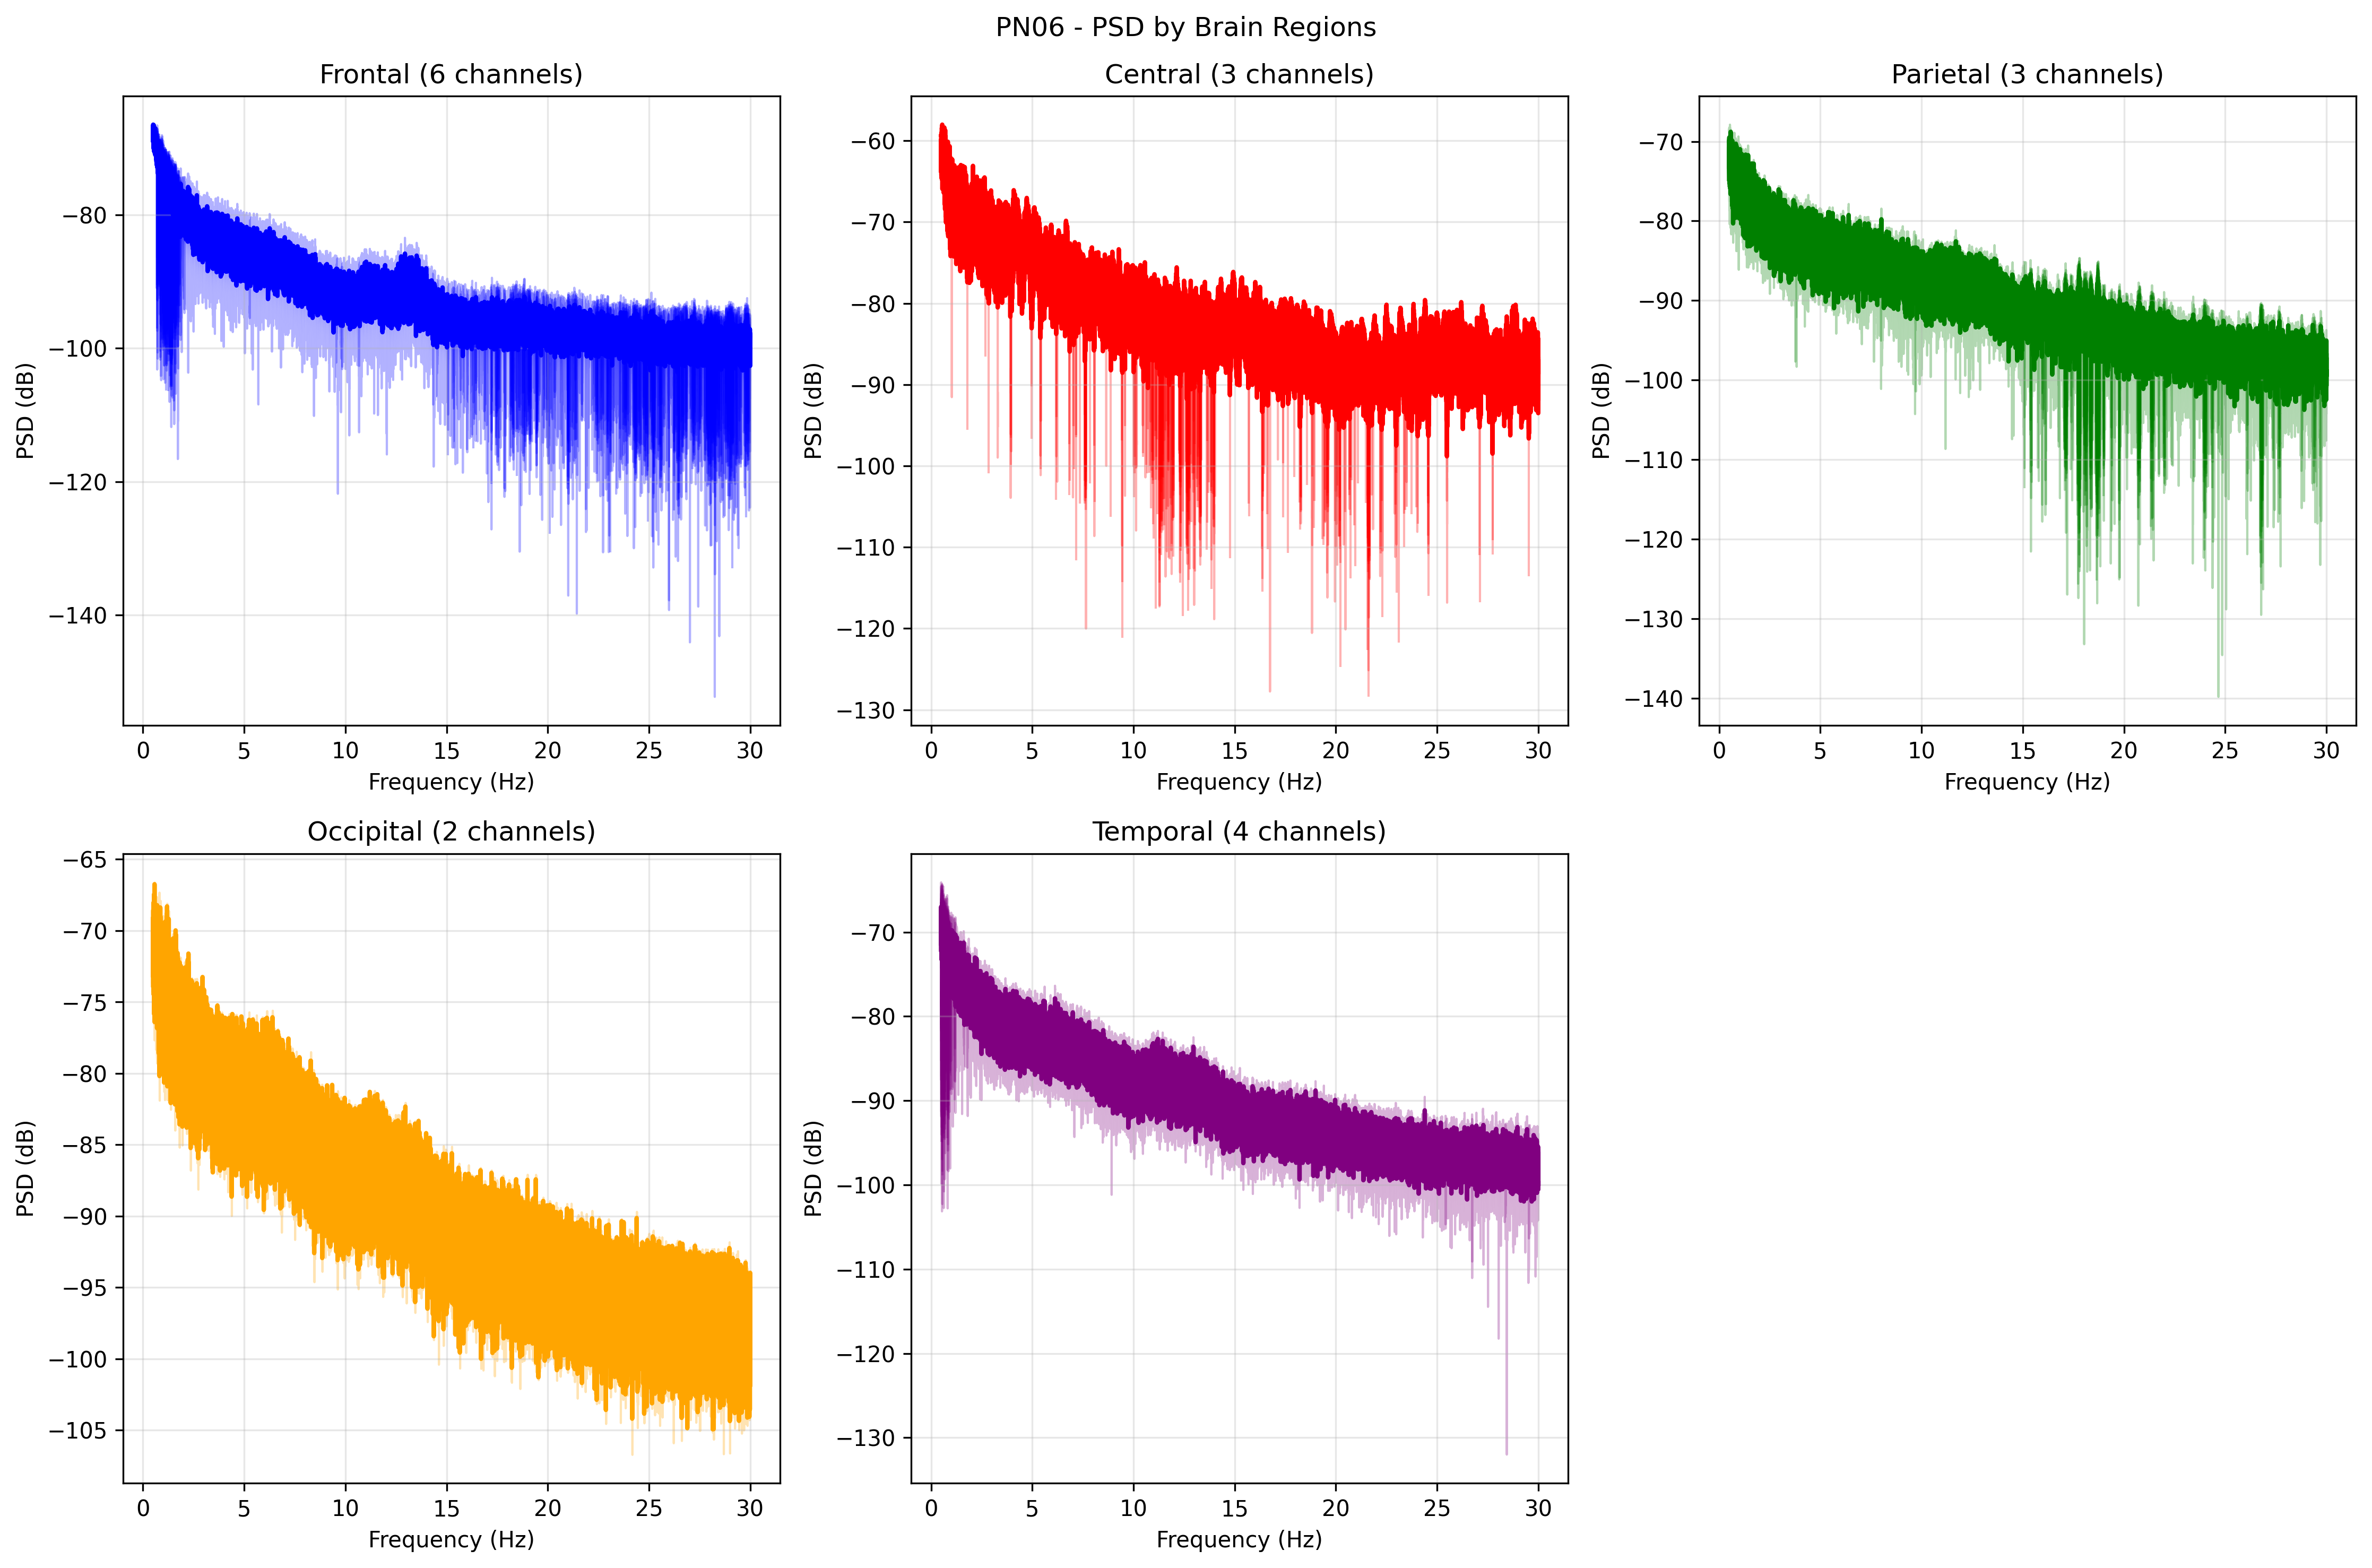 PN06 - PSD by Brain Regions
Frontal (6 channels)
−80
−100
−120
−140
PSD (dB)
0 5 10 15 20 25 30
Frequency (Hz)
Central (3 channels)
−60
−70
−80
−90
−100
−110
−120
−130
PSD (dB)
0 5 10 15 20 25 30
Frequency (Hz)
Parietal (3 channels)
−70
−80
−90
−100
−110
−120
−130
−140
PSD (dB)
0 5 10 15 20 25 30
Frequency (Hz)
Occipital (2 channels)
−65
−70
−75
−80
−85
−90
−95
−100
−105
PSD (dB)
0 5 10 15 20 25 30
Frequency (Hz)
Temporal (4 channels)
−70
−80
−90
−100
−110
−120
−130
PSD (dB)
0 5 10 15 20 25 30
Frequency (Hz)